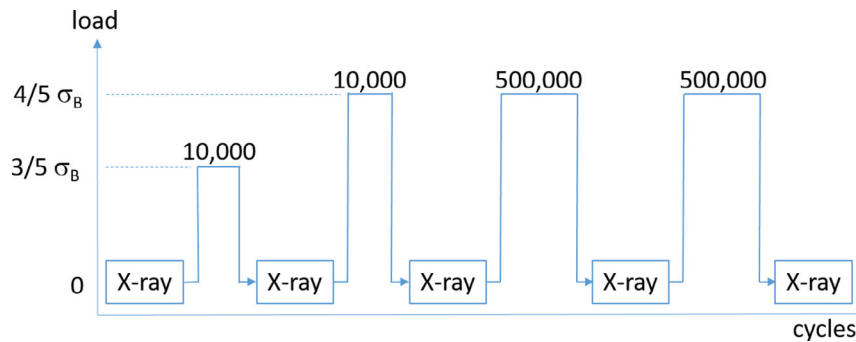 load
4/5 σB
10,000
500,000
500,000
3/5 σB
10,000
0
X-ray
X-ray
X-ray
X-ray
X-ray
cycles